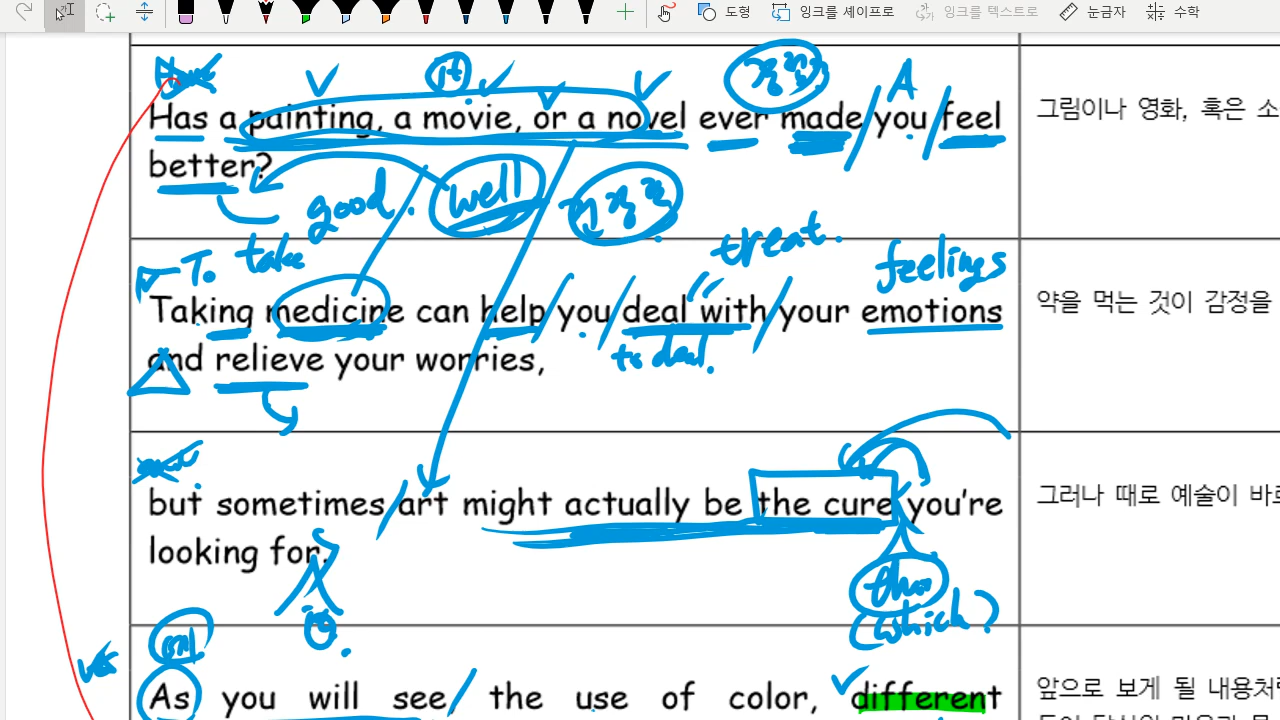 도형 잉크를 셰이프로 잉크를 텍스트로 눈금자 수학
it A
Has a painting, a movie, or a novel ever made you feel
better?
good. well
그림이나 영화, 혹은 소
To take treat. feelings
Taking medicine can help you deal with your emotions
to deal.
and relieve your worries,
약을 먹는 것이 감정을
but sometimes art might actually be the cure you're
looking for.
that
(which)
그러나 때로 예술이 바로
As you will see, the use of color, different
앞으로 보게 될 내용처럼